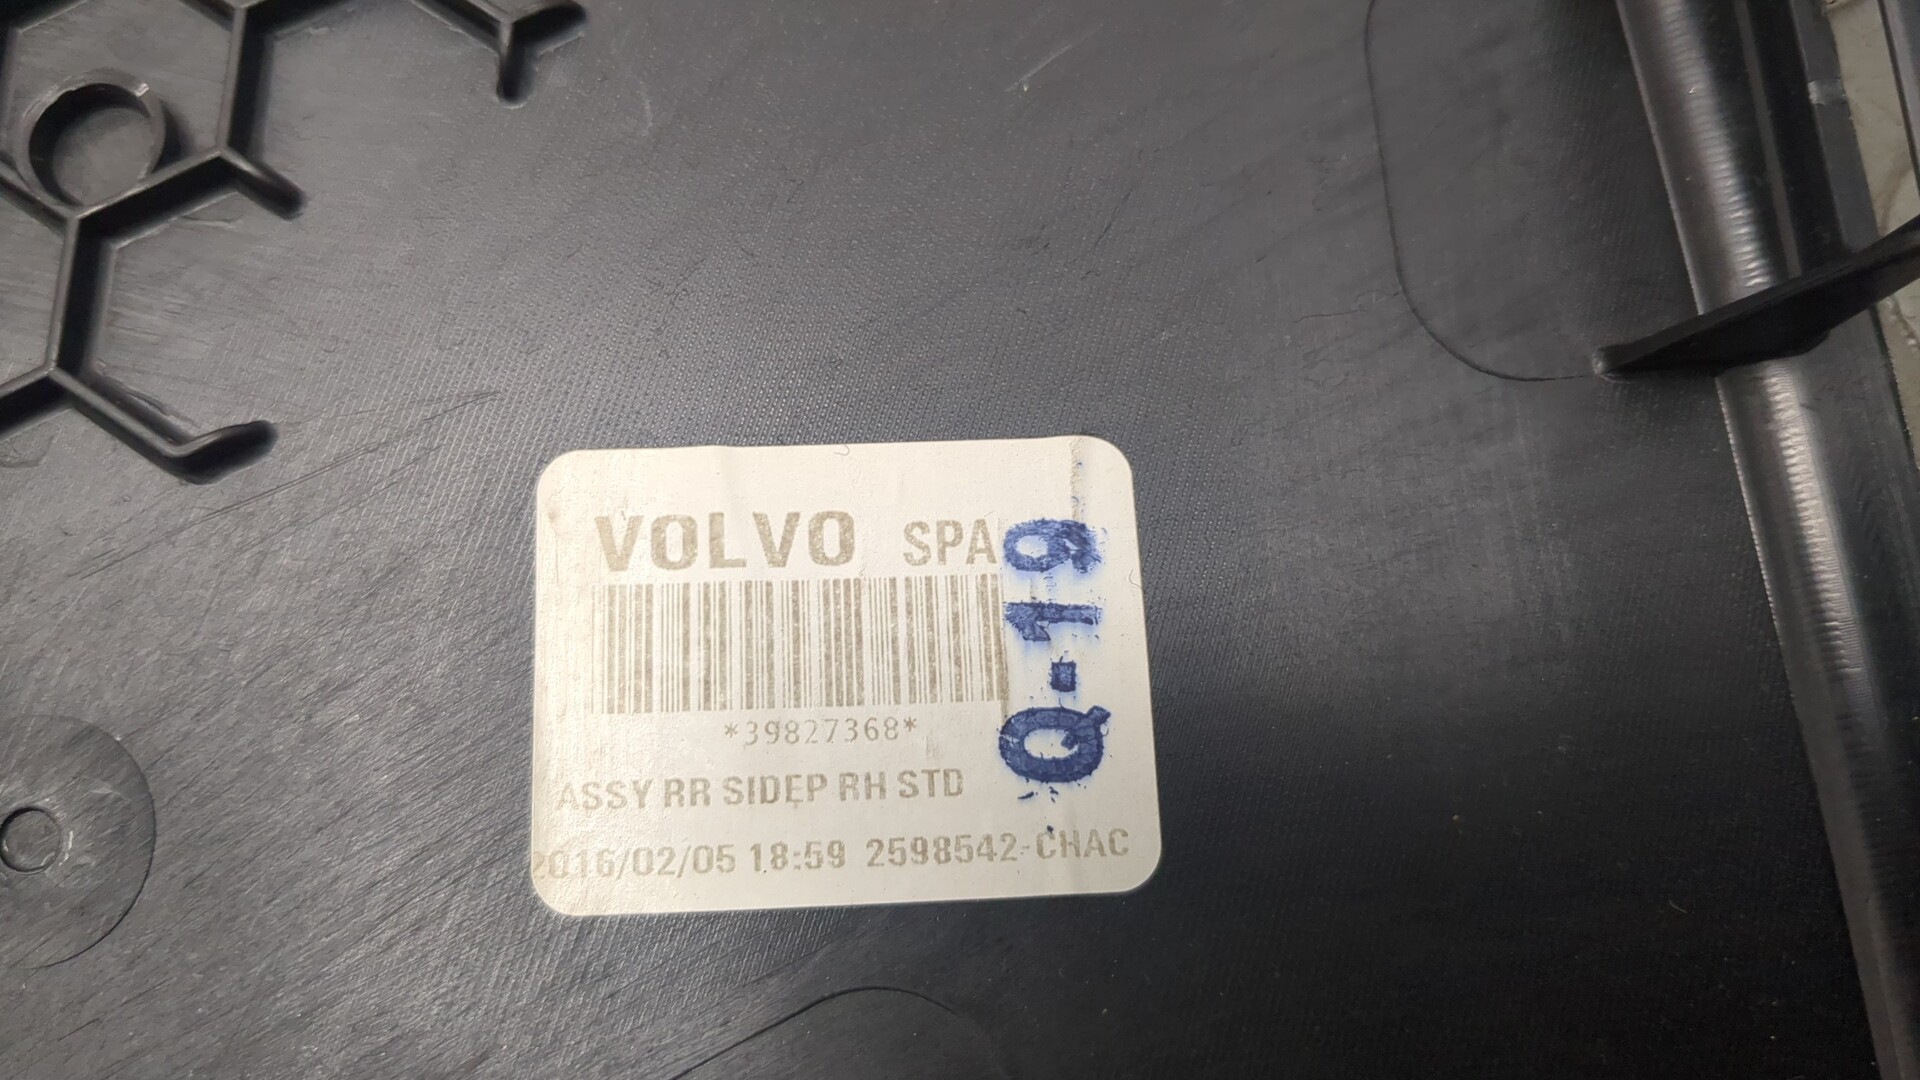 VOLVO SPA
*39827368*
ASSY RR SIDEP RH STD
2016/02/05 18:59 2598542-CHAC
Q-19